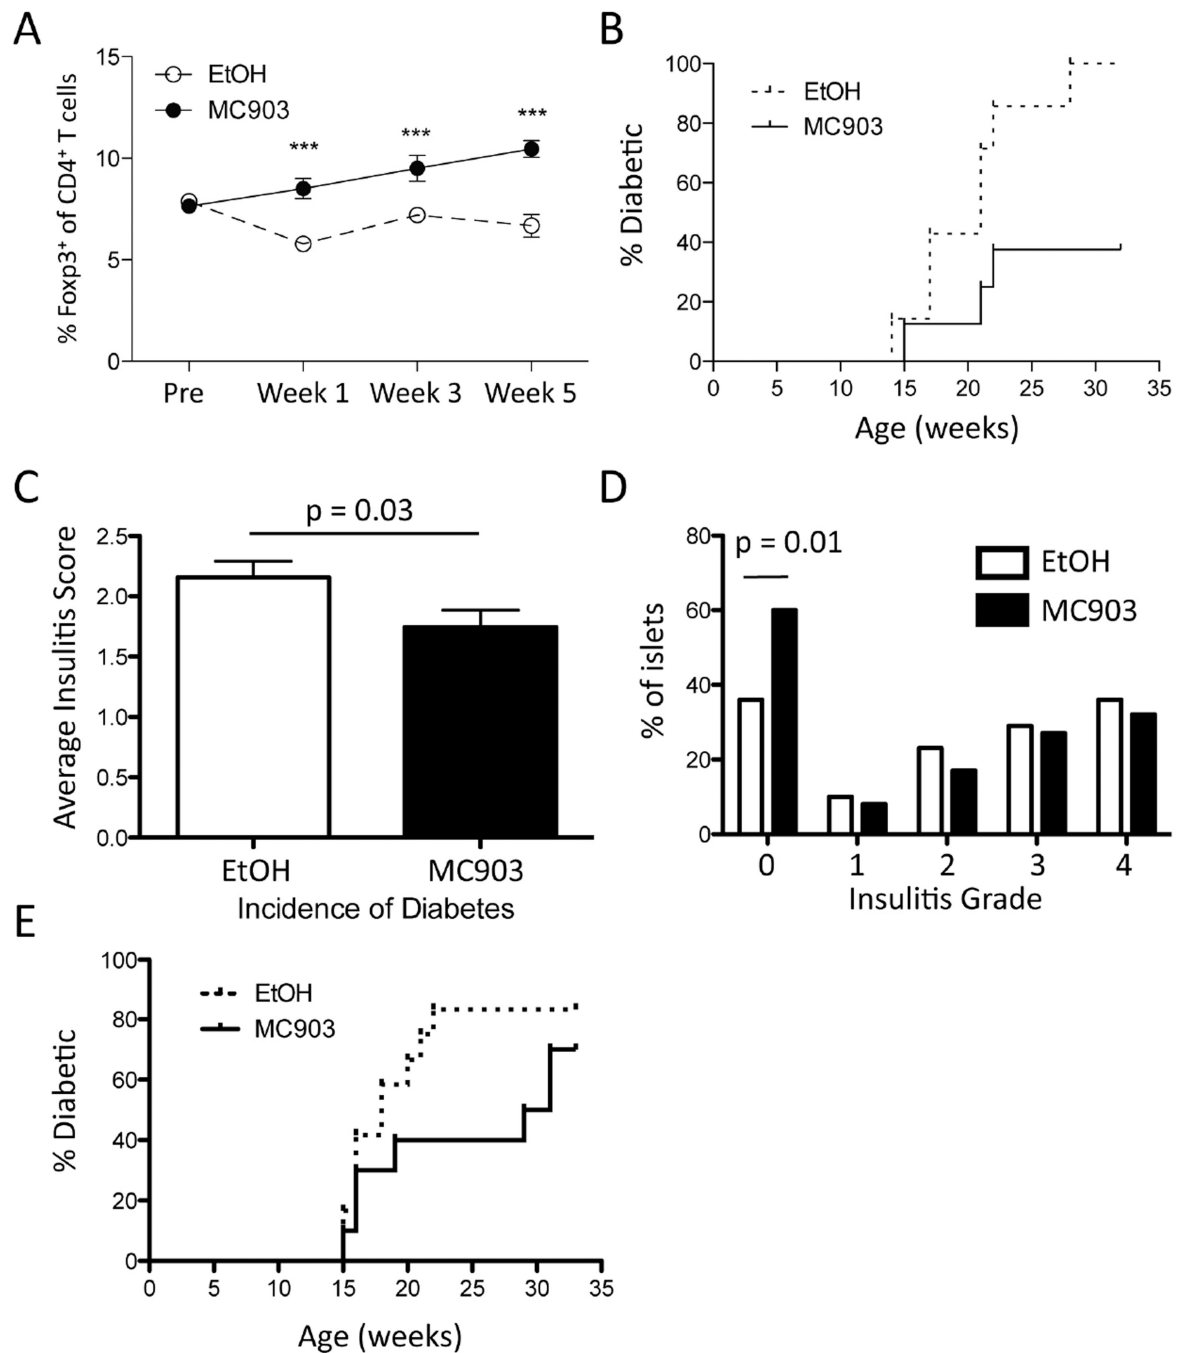 A
% Foxp3⁺ of CD4⁺ T cells
15
10
5
0
EtOH
MC903
***
***
***
Pre Week 1 Week 3 Week 5
B
% Diabetic
100
80
60
40
20
0
EtOH
MC903
0 5 10 15 20 25 30 35
Age (weeks)
C
Average Insulitis Score
p = 0.03
2.5
2.0
1.5
1.0
0.5
0.0
EtOH MC903
D
% of islets
80
60
40
20
0
p = 0.01
EtOH
MC903
0 1 2 3 4
Insulitis Grade
Incidence of Diabetes
E
% Diabetic
100
80
60
40
20
0
EtOH
MC903
0 5 10 15 20 25 30 35
Age (weeks)